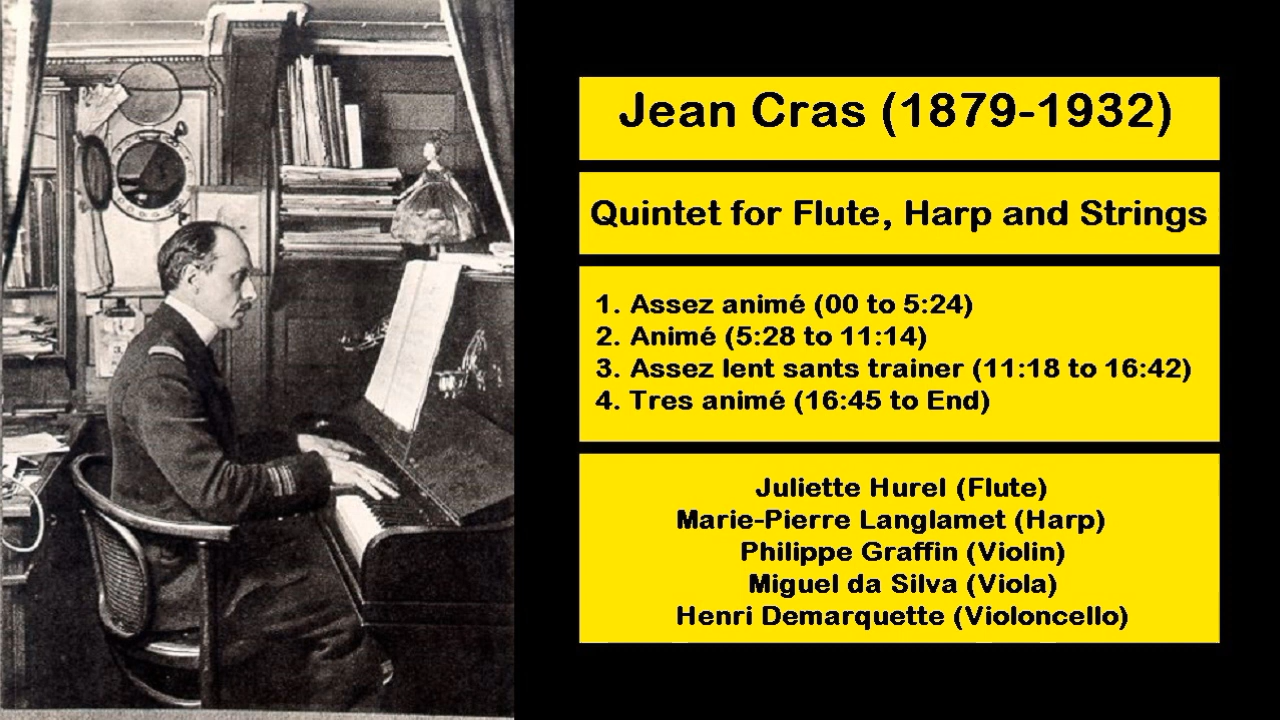 Jean Cras (1879-1932)
Quintet for Flute, Harp and Strings
1. Assez animé (00 to 5:24)
2. Animé (5:28 to 11:14)
3. Assez lent sants trainer (11:18 to 16:42)
4. Tres animé (16:45 to End)
Juliette Hurel (Flute)
Marie-Pierre Langlamet (Harp)
Philippe Graffin (Violin)
Miguel da Silva (Viola)
Henri Demarquette (Violoncello)